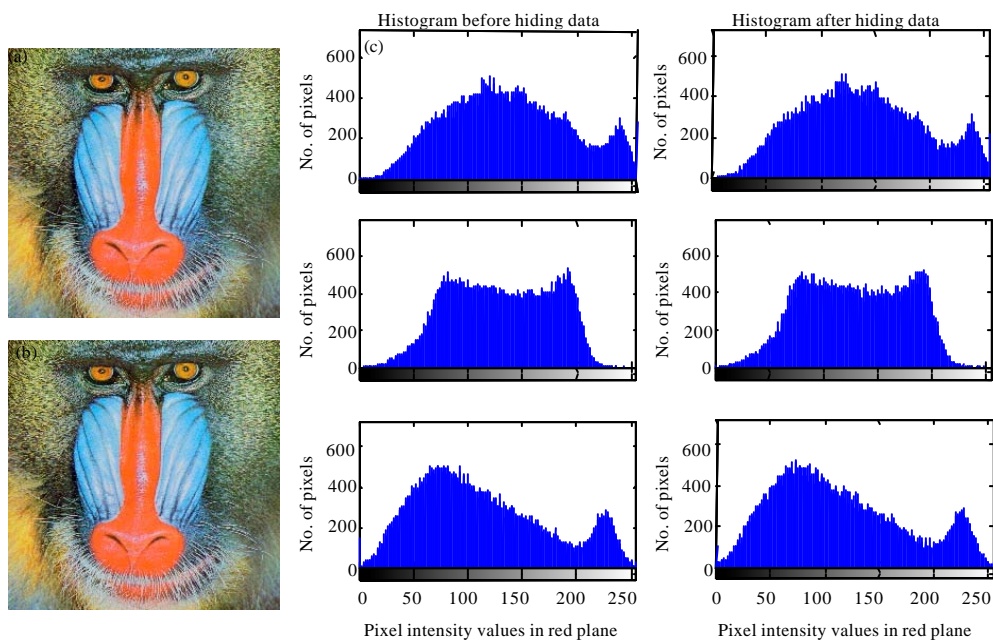 Histogram before hiding data
Histogram after hiding data
(a)
(b)
(c)
No. of pixels
600
400
200
0
No. of pixels
600
400
200
0
No. of pixels
600
400
200
0
No. of pixels
600
400
200
0
No. of pixels
600
400
200
0
No. of pixels
600
400
200
0
0 50 100 150 200 250
0 50 100 150 200 250
Pixel intensity values in red plane
Pixel intensity values in red plane